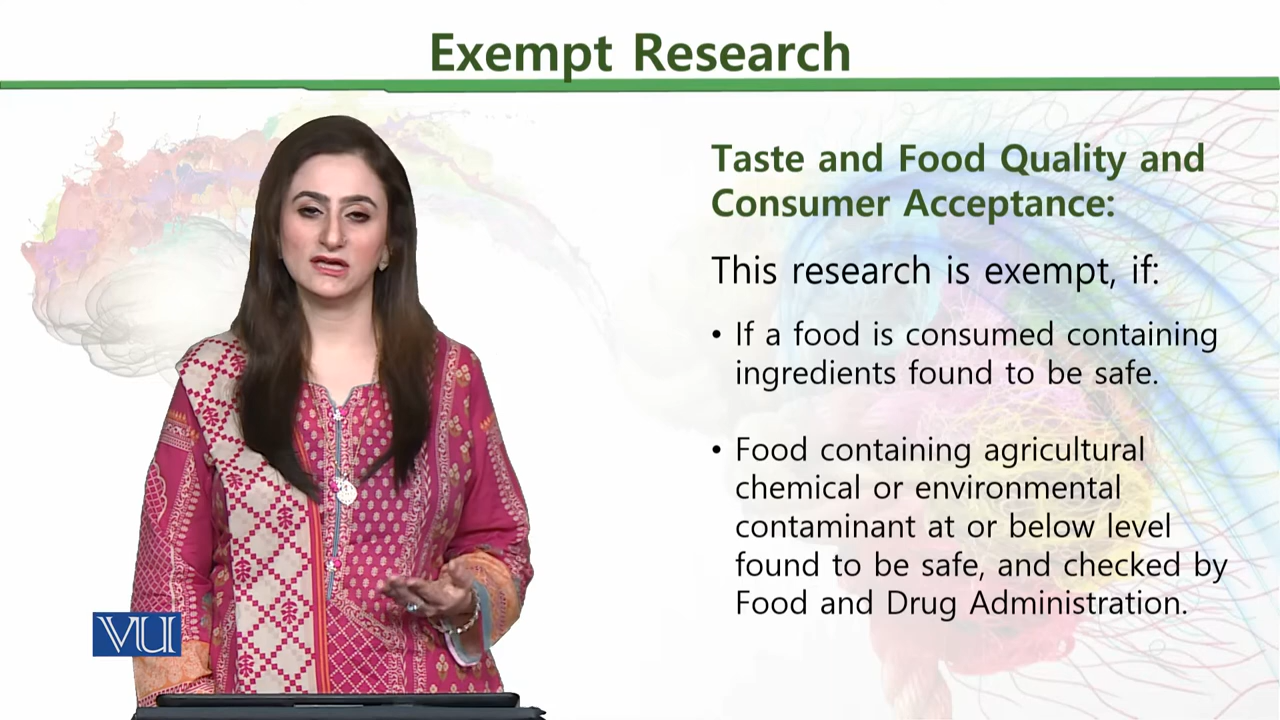 Exempt Research
Taste and Food Quality and
Consumer Acceptance:
This research is exempt, if:
• If a food is consumed containing
ingredients found to be safe.
• Food containing agricultural
chemical or environmental
contaminant at or below level
found to be safe, and checked by
Food and Drug Administration.
VU